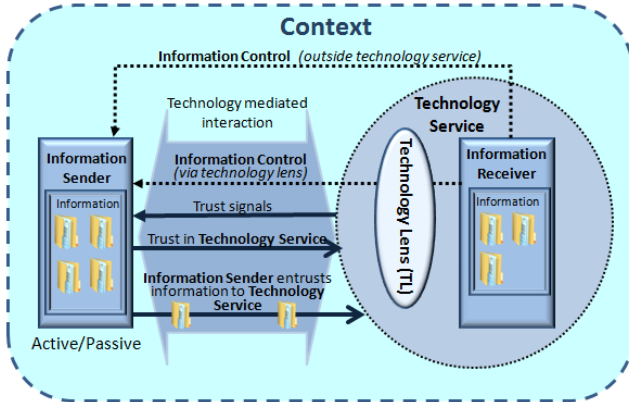 Context
Information Control (outside technology service)
Technology mediated
interaction
Technology
Service
Information
Sender
Information
Information Control
(via technology lens)
Trust signals
Trust in Technology Service
Information Sender entrusts
information to Technology
Service
Technology Lens (TL)
Information
Receiver
Information
Active/Passive